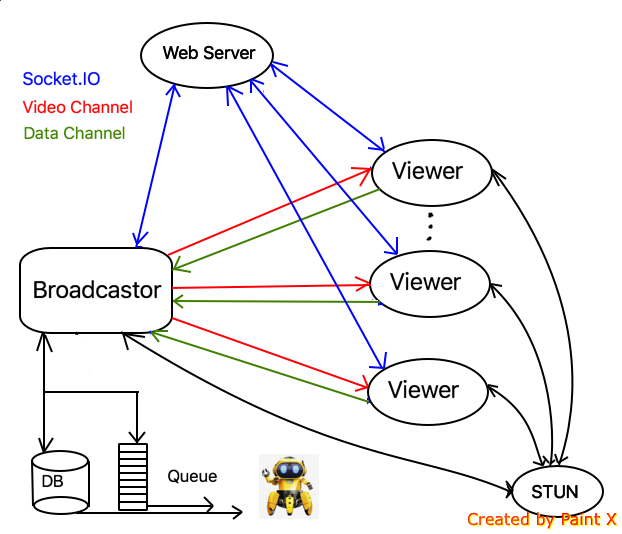 Web Server
Socket.IO
Video Channel
Data Channel
Viewer
Viewer
Broadcastor
Viewer
Queue
DB
STUN
Created by Paint X